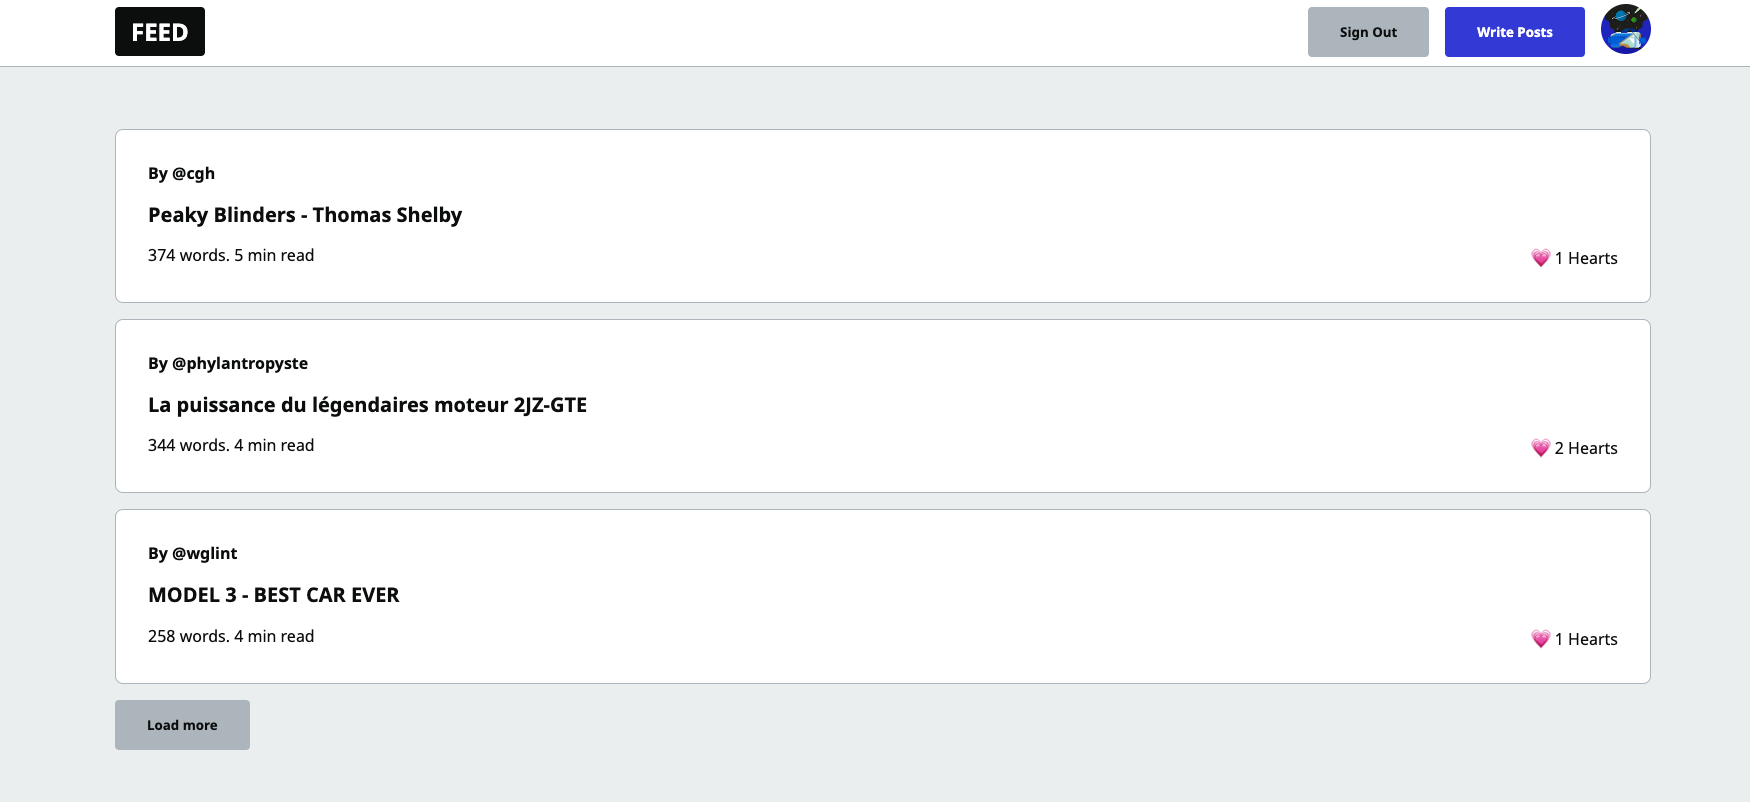 FEED
Sign Out
Write Posts
By @cgh
Peaky Blinders - Thomas Shelby
374 words. 5 min read
1 Hearts
By @phylantropyste
La puissance du légendaires moteur 2JZ-GTE
344 words. 4 min read
2 Hearts
By @wglint
MODEL 3 - BEST CAR EVER
258 words. 4 min read
1 Hearts
Load more